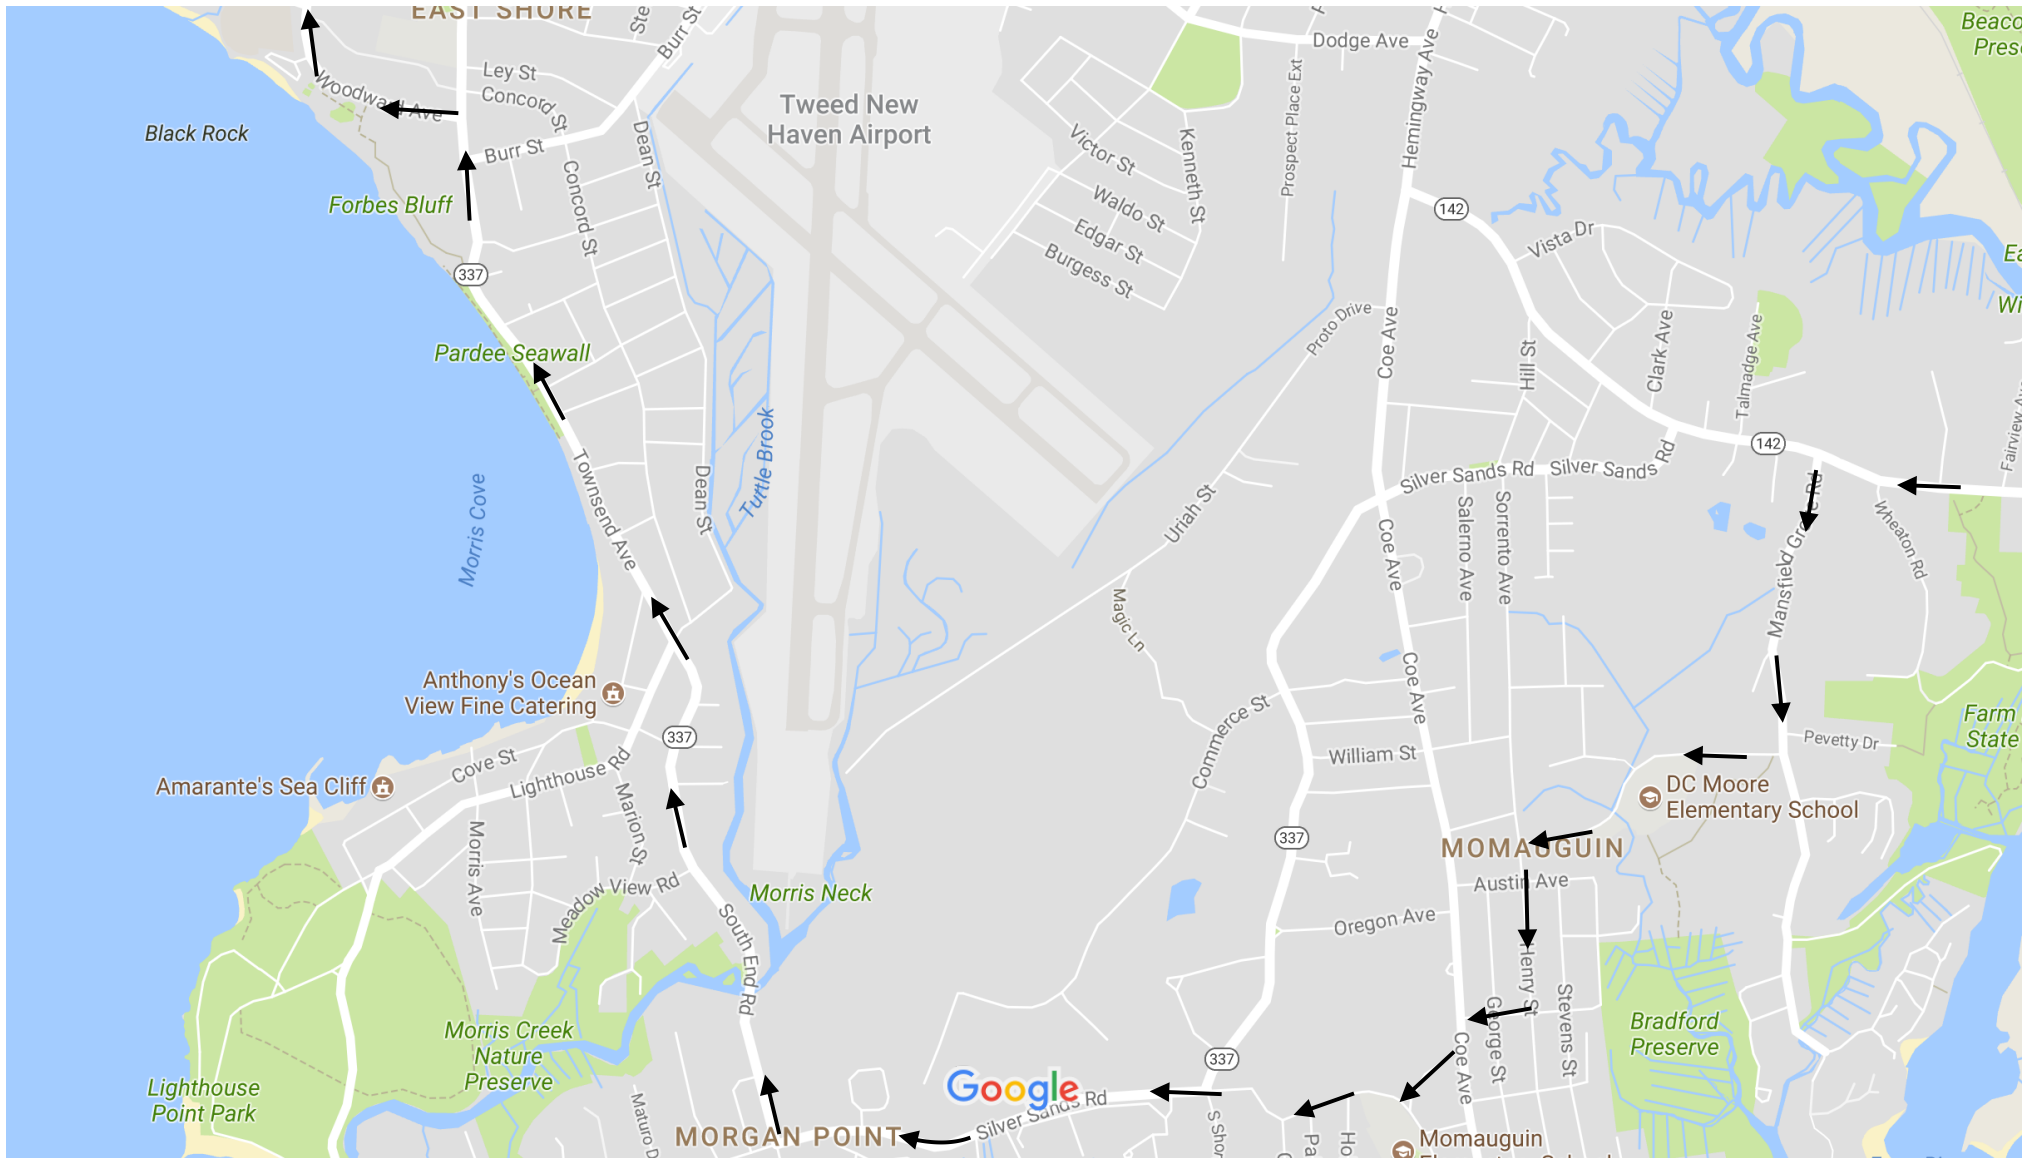 EAST SHORE
Burr St
Dodge Ave
Ley St
Concord St
Woodward Ave
Black Rock
Burr St
Dean St
Tweed New
Haven Airport
Victor St
Kenneth St
Prospect Place Ext
Hemingway Ave
142
Forbes Bluff
Concord St
Waldo St
Edgar St
Burgess St
Vista Dr
337
Proto Drive
Coe Ave
Hill St
Clark Ave
Talmadge Ave
Pardee Seawall
Turtle Brook
142
Townsend Ave
Dean St
Morris Cove
Uriah St
Silver Sands Rd
Silver Sands Rd
Salerno Ave
Sorrento Ave
Coe Ave
Mansfield Grove Rd
Wheaton Rd
Magic Ln
Anthony's Ocean
View Fine Catering
337
Coe Ave
Commerce St
William St
Pevetty Dr
Farm
State
Cove St
Lighthouse Rd
Amarante's Sea Cliff
DC Moore
Elementary School
Morris Ave
Marion St
337
MOMAUGUIN
Austin Ave
Meadow View Rd
Morris Neck
South End Rd
Oregon Ave
Henry St
George St
Stevens St
Bradford
Preserve
Morris Creek
Nature
Preserve
Lighthouse
Point Park
337
Coe Ave
Google
Silver Sands Rd
MORGAN POINT
Momauguin